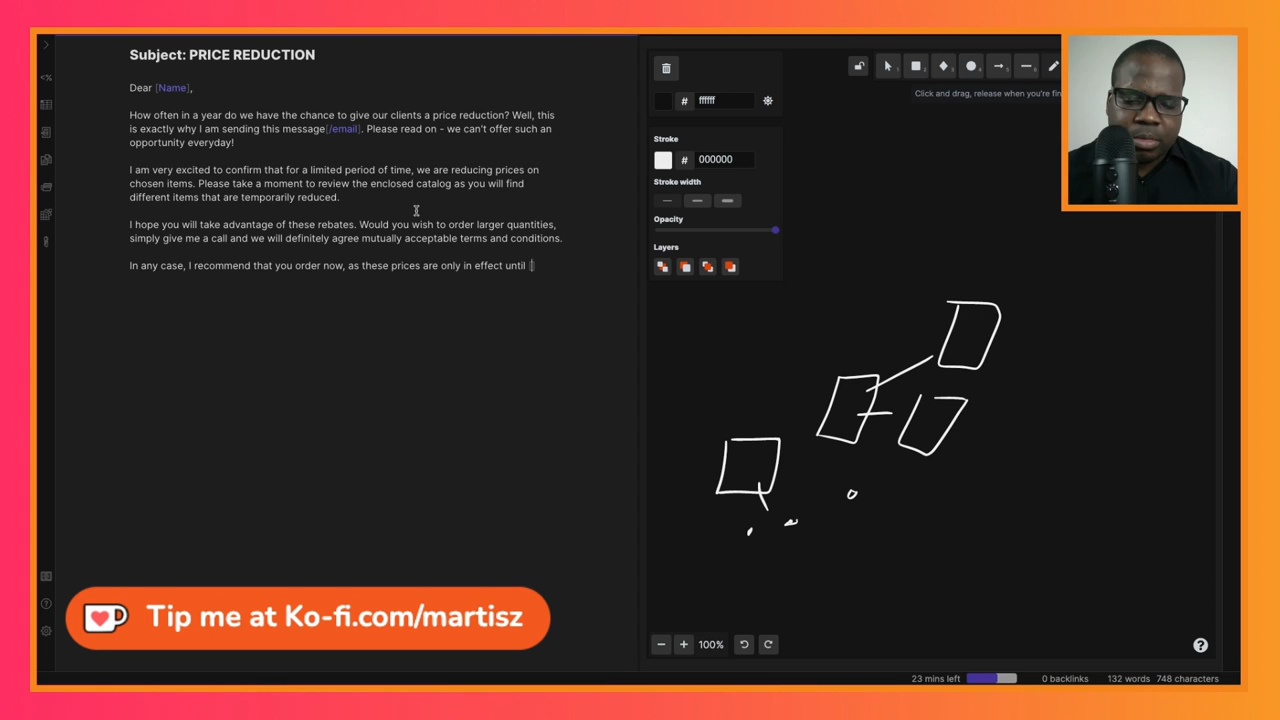 Subject: PRICE REDUCTION
Dear [Name],
How often in a year do we have the chance to give our clients a price reduction? Well, this
is exactly why I am sending this message[/email]. Please read on - we can't offer such an
opportunity everyday!
I am very excited to confirm that for a limited period of time, we are reducing prices on
chosen items. Please take a moment to review the enclosed catalog as you will find
different items that are temporarily reduced.
I hope you will take advantage of these rebates. Would you wish to order larger quantities,
simply give me a call and we will definitely agree mutually acceptable terms and conditions.
In any case, I recommend that you order now, as these prices are only in effect until [
Tip me at Ko-fi.com/martisz
# ffffff
Click and drag, release when you're fin
Stroke
# 000000
Stroke width
Opacity
Layers
100%
23 mins left
0 backlinks
132 words
748 characters